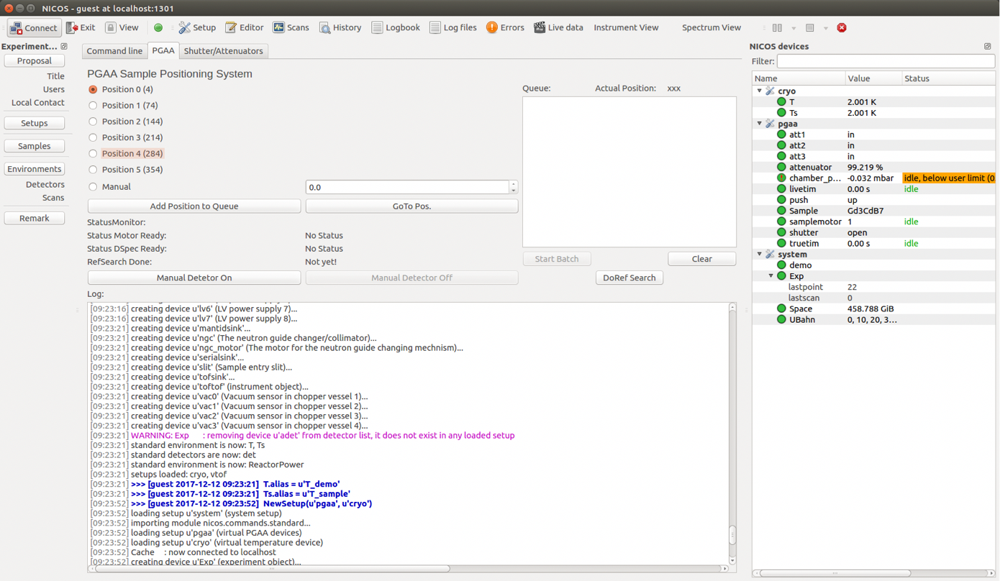 NICOS - guest at localhost:1301
Connect Exit View Setup Editor Scans History Logbook Log files Errors Live data Instrument View Spectrum View
Experiment...
Proposal
Title
Users
Local Contact
Setups
Samples
Environments
Detectors
Scans
Remark
Command line PGAA Shutter/Attenuators
PGAA Sample Positioning System
Position 0 (4)
Position 1 (74)
Position 2 (144)
Position 3 (214)
Position 4 (284)
Position 5 (354)
Manual 0.0
Add Position to Queue GoTo Pos.
StatusMonitor:
Status Motor Ready: No Status
Status DSpec Ready: No Status
RefSearch Done: Not yet!
Manual Detetor On Manual Detector Off
Queue: Actual Position: xxx
Start Batch Clear
DoRef Search
Log:
[09:23:16] creating device u'lv6' (LV power supply 7)...
[09:23:16] creating device u'lv7' (LV power supply 8)...
[09:23:21] creating device u'mantidsink'...
[09:23:21] creating device u'ngc' (The neutron guide changer/collimator)...
[09:23:21] creating device u'ngc_motor' (The motor for the neutron guide changing mechnism)...
[09:23:21] creating device u'serialsink'...
[09:23:21] creating device u'slit' (Sample entry slit)...
[09:23:21] creating device u'tofsink'...
[09:23:21] creating device u'toftof' (instrument object)...
[09:23:21] creating device u'vac0' (Vacuum sensor in chopper vessel 1)...
[09:23:21] creating device u'vac1' (Vacuum sensor in chopper vessel 2)...
[09:23:21] creating device u'vac2' (Vacuum sensor in chopper vessel 3)...
[09:23:21] creating device u'vac3' (Vacuum sensor in chopper vessel 4)...
[09:23:21] WARNING: Exp : removing device u'adet' from detector list, it does not exist in any loaded setup
[09:23:21] standard environment is now: T, Ts
[09:23:21] standard detectors are now: det
[09:23:21] standard environment is now: ReactorPower
[09:23:21] setups loaded: cryo, vtof
[09:23:21] >>> [guest 2017-12-12 09:23:21] T.alias = u'T_demo'
[09:23:21] >>> [guest 2017-12-12 09:23:21] Ts.alias = u'T_sample'
[09:23:52] >>> [guest 2017-12-12 09:23:52] NewSetup(u'pgaa', u'cryo')
[09:23:52] loading setup u'system' (system setup)
[09:23:52] importing module nicos.commands.standard...
[09:23:52] loading setup u'pgaa' (virtual PGAA devices)
[09:23:52] loading setup u'cryo' (virtual temperature device)
[09:23:52] Cache : now connected to localhost
[09:23:52] creating device u'Exp' (experiment object)...
NICOS devices
Filter:
Name Value Status
cryo
T 2.001 K
Ts 2.001 K
pgaa
att1 in
att2 in
att3 in
attenuator 99.219 %
chamber_p... -0.032 mbar idle, below user limit (0
livetim 0.00 s idle
push up
Sample Gd3CdB7
samplemotor 1 idle
shutter open
truetim 0.00 s idle
system
demo
Exp
lastpoint 22
lastscan 0
Space 458.788 GiB
UBahn 0, 10, 20, 3...